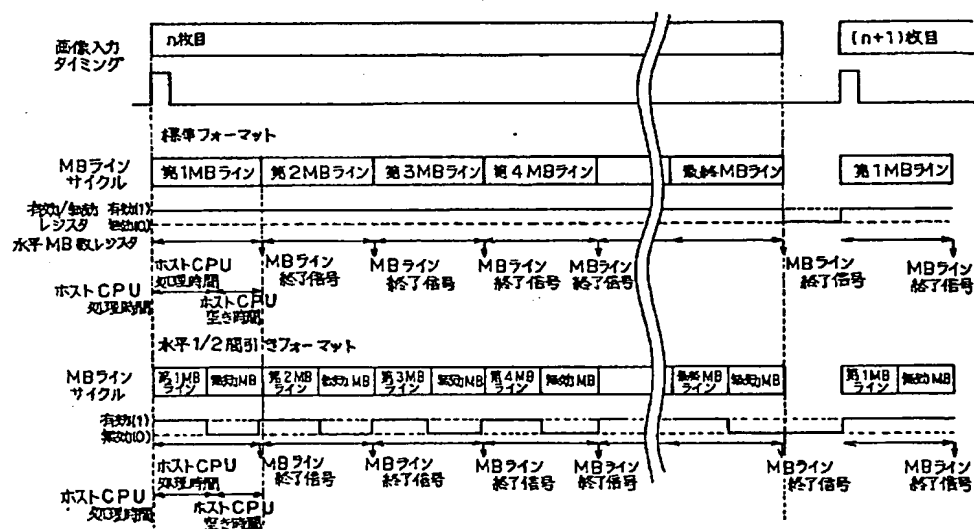 画像入力
タイミング
n枚目
(n+1)枚目
標準フォーマット
MBライン
サイクル
第1MBライン
第2MBライン
第3MBライン
第4MBライン
最終MBライン
第1MBライン
有効/無効
レジスタ
有効(1)
無効(0)
水平MB数レジスタ
ホストCPU
処理時間
MBライン
終了信号
MBライン
終了信号
MBライン
終了信号
MBライン
終了信号
MBライン
終了信号
MBライン
終了信号
ホストCPU
処理時間
ホストCPU
空き時間
水平1/2間引きフォーマット
MBライン
サイクル
第1MB
ライン
無効MB
第2MB
ライン
無効MB
第3MB
ライン
無効MB
第4MB
ライン
無効MB
最終MB
ライン
無効MB
第1MB
ライン
無効MB
有効(1)
無効(0)
ホストCPU
処理時間
MBライン
終了信号
MBライン
終了信号
MBライン
終了信号
MBライン
終了信号
MBライン
終了信号
MBライン
終了信号
ホストCPU
処理時間
ホストCPU
空き時間